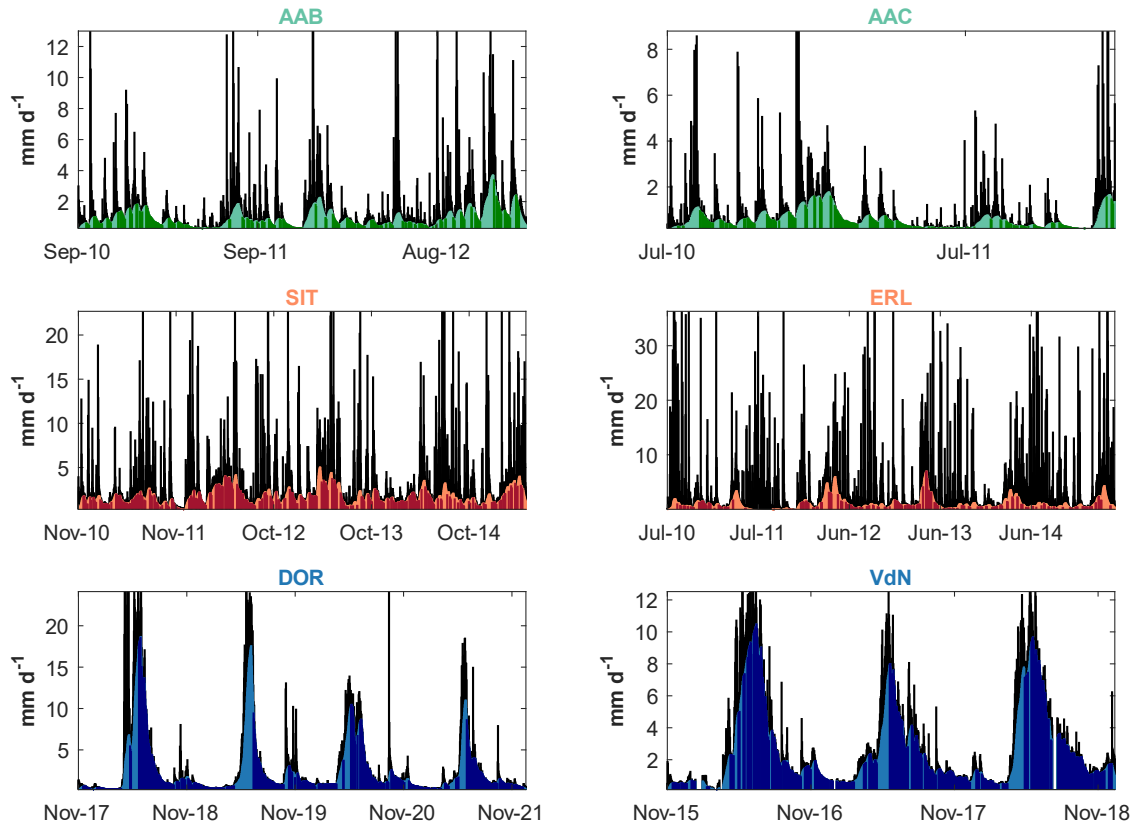 AAB
mm d⁻¹
12
10
8
6
4
2
Sep-10 Sep-11 Aug-12
AAC
mm d⁻¹
8
6
4
2
Jul-10 Jul-11
SIT
mm d⁻¹
20
15
10
5
Nov-10 Nov-11 Oct-12 Oct-13 Oct-14
ERL
mm d⁻¹
30
20
10
Jul-10 Jul-11 Jun-12 Jun-13 Jun-14
DOR
mm d⁻¹
20
15
10
5
Nov-17 Nov-18 Nov-19 Nov-20 Nov-21
VdN
mm d⁻¹
12
10
8
6
4
2
Nov-15 Nov-16 Nov-17 Nov-18